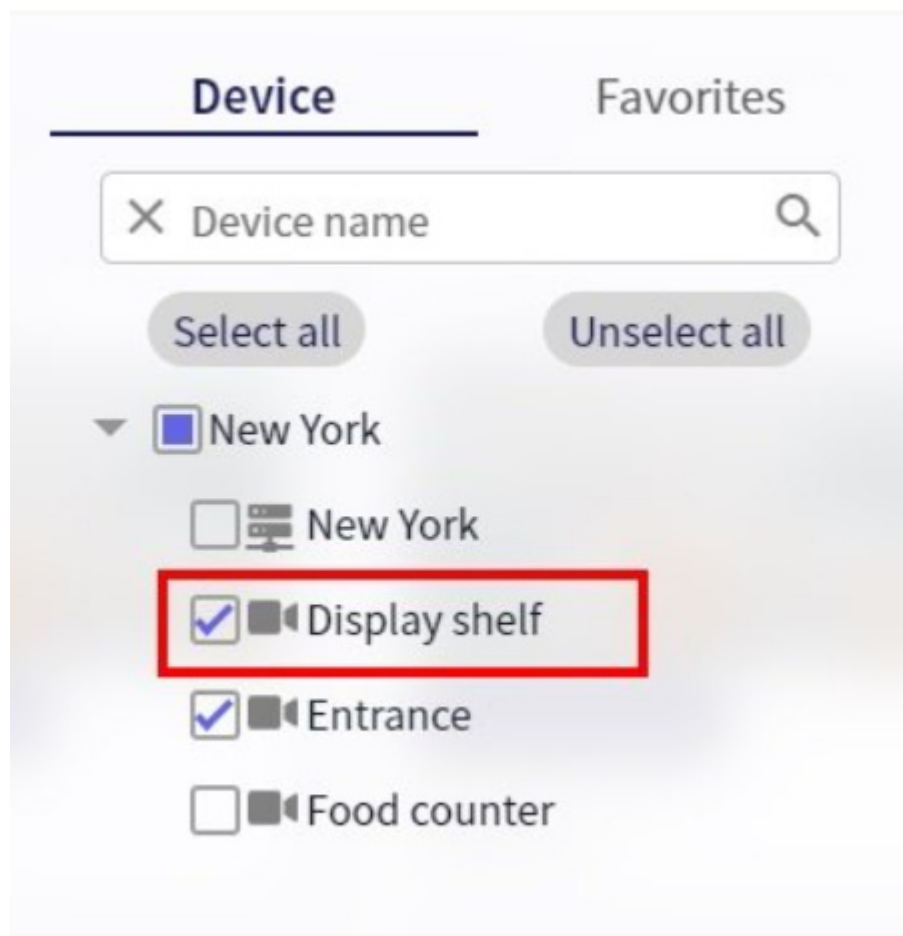 Device Favorites
Device name
Select all Unselect all
New York
New York
Display shelf
Entrance
Food counter